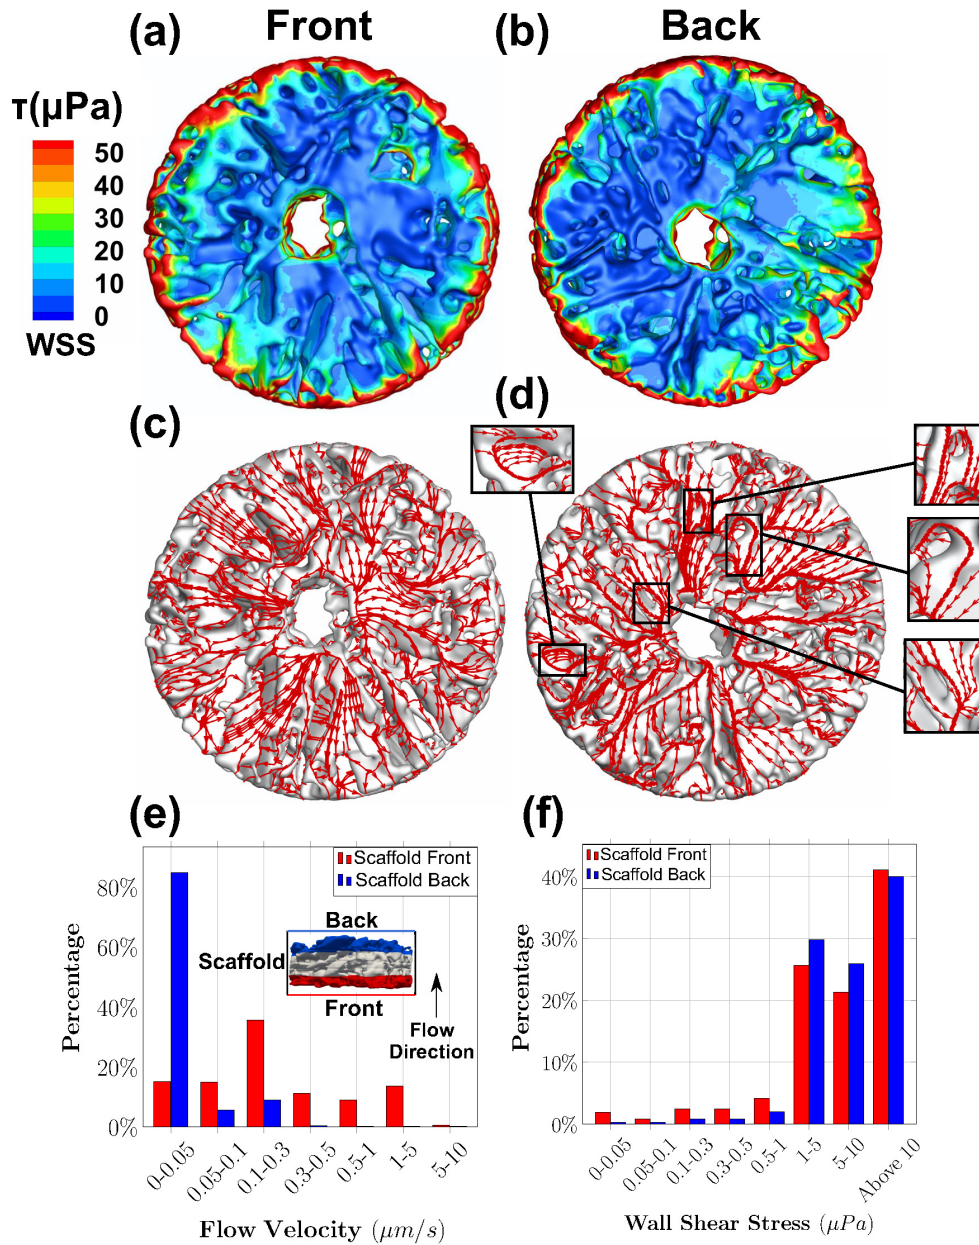 (a) Front
(b) Back
τ(μPa)
50
40
30
20
10
0
WSS
(c)
(d)
(e)
Scaffold Front
Scaffold Back
80%
60%
40%
20%
0%
Percentage
Back
Scaffold
Front
Flow
Direction
0-0.05
0.05-0.1
0.1-0.3
0.3-0.5
0.5-1
1-5
5-10
Flow Velocity (μm/s)
(f)
Scaffold Front
Scaffold Back
40%
30%
20%
10%
0%
Percentage
0-0.05
0.05-0.1
0.1-0.3
0.3-0.5
0.5-1
1-5
5-10
Above 10
Wall Shear Stress (μPa)